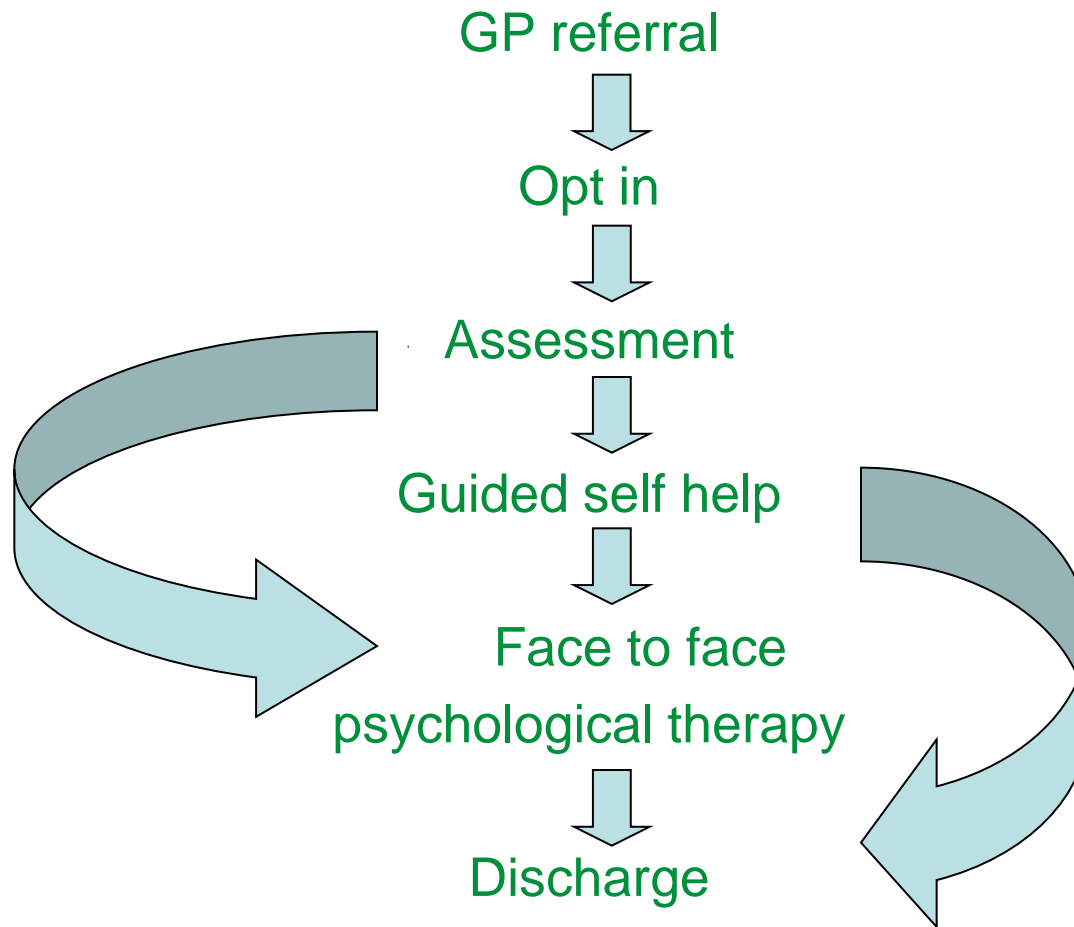 GP referral
Opt in
Assessment
Guided self help
Face to face
psychological therapy
Discharge